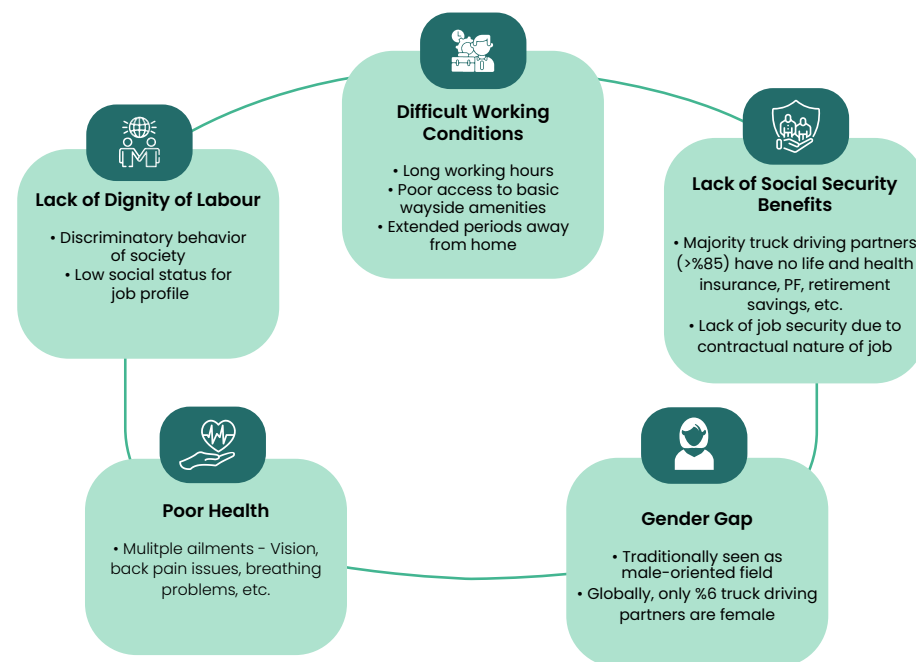 Difficult Working
Conditions
• Long working hours
• Poor access to basic
wayside amenities
• Extended periods away
from home
Lack of Dignity of Labour
• Discriminatory behavior
of society
• Low social status for
job profile
Lack of Social Security
Benefits
• Majority truck driving partners
(>%85) have no life and health
insurance, PF, retirement
savings, etc.
• Lack of job security due to
contractual nature of job
Poor Health
• Mulitple ailments - Vision,
back pain issues, breathing
problems, etc.
Gender Gap
• Traditionally seen as
male-oriented field
• Globally, only %6 truck driving
partners are female